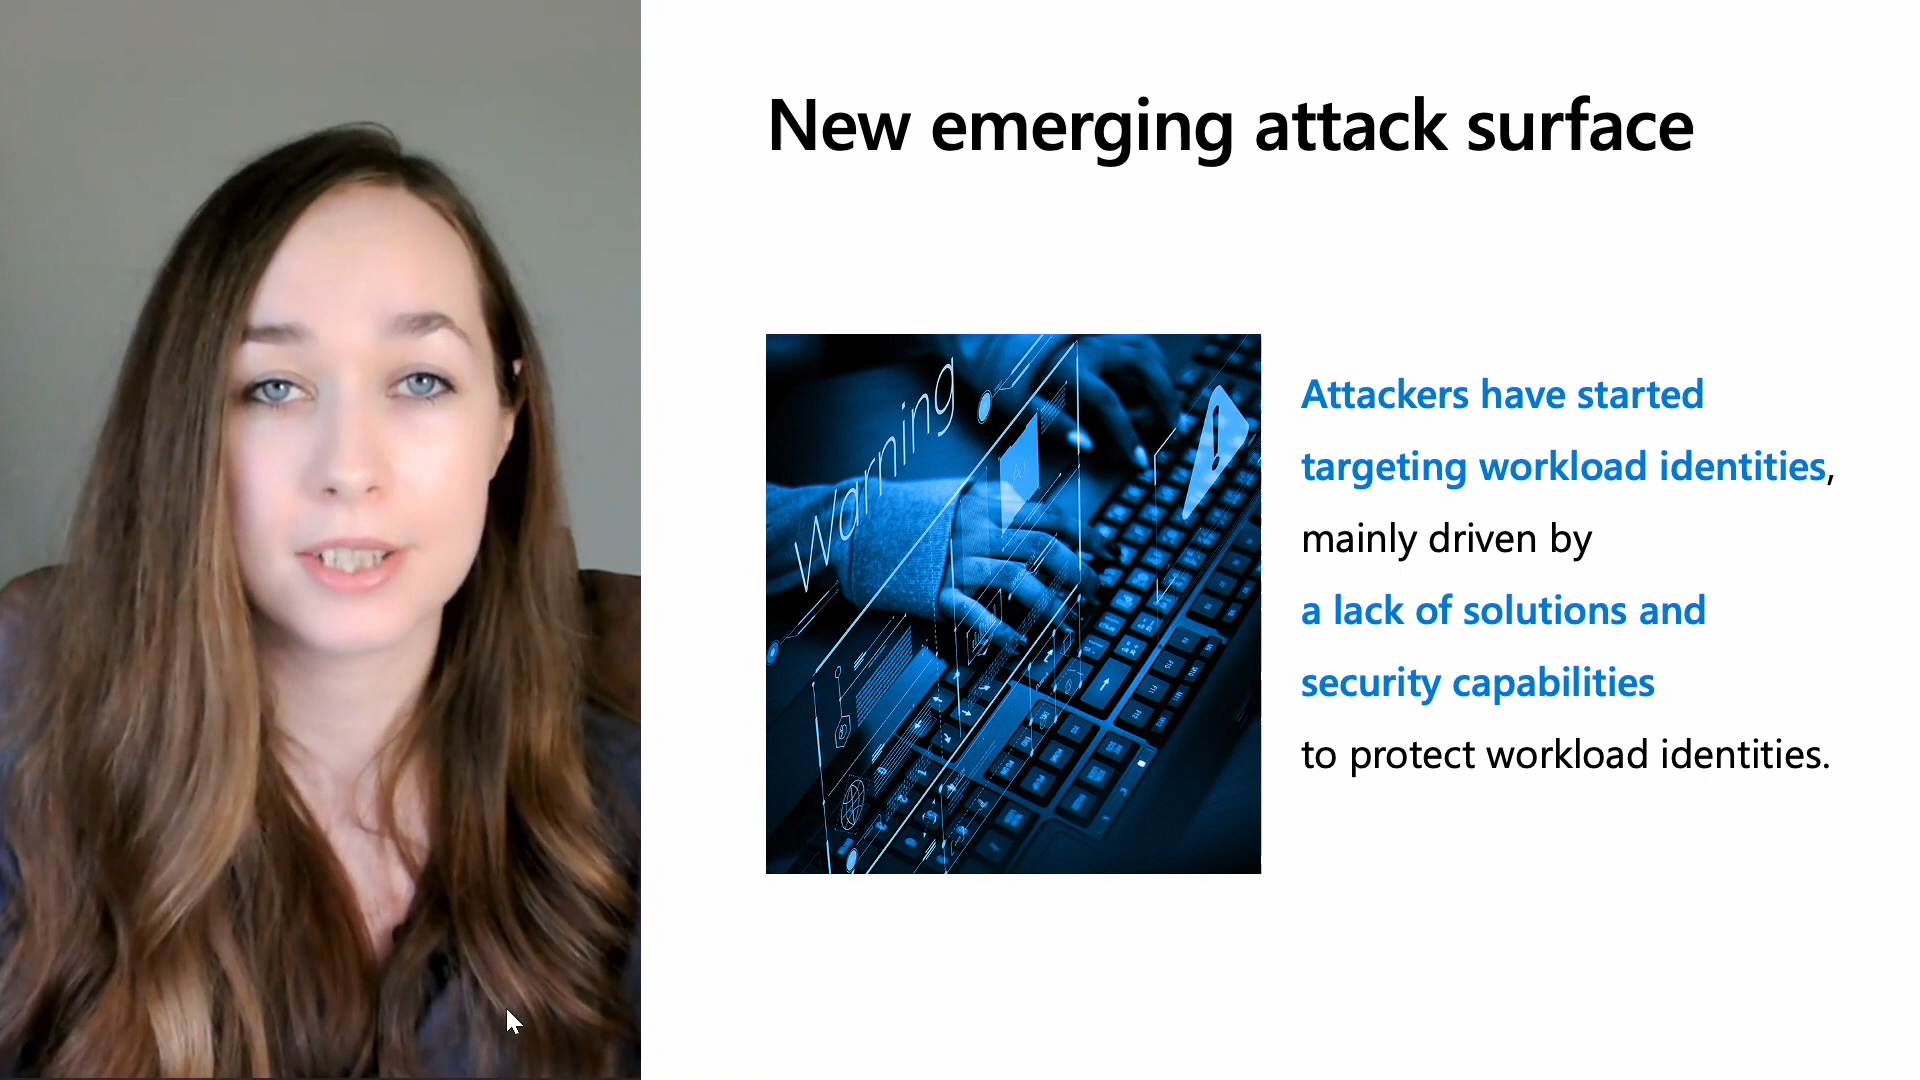 New emerging attack surface
Warning
Attackers have started
targeting workload identities,
mainly driven by
a lack of solutions and
security capabilities
to protect workload identities.